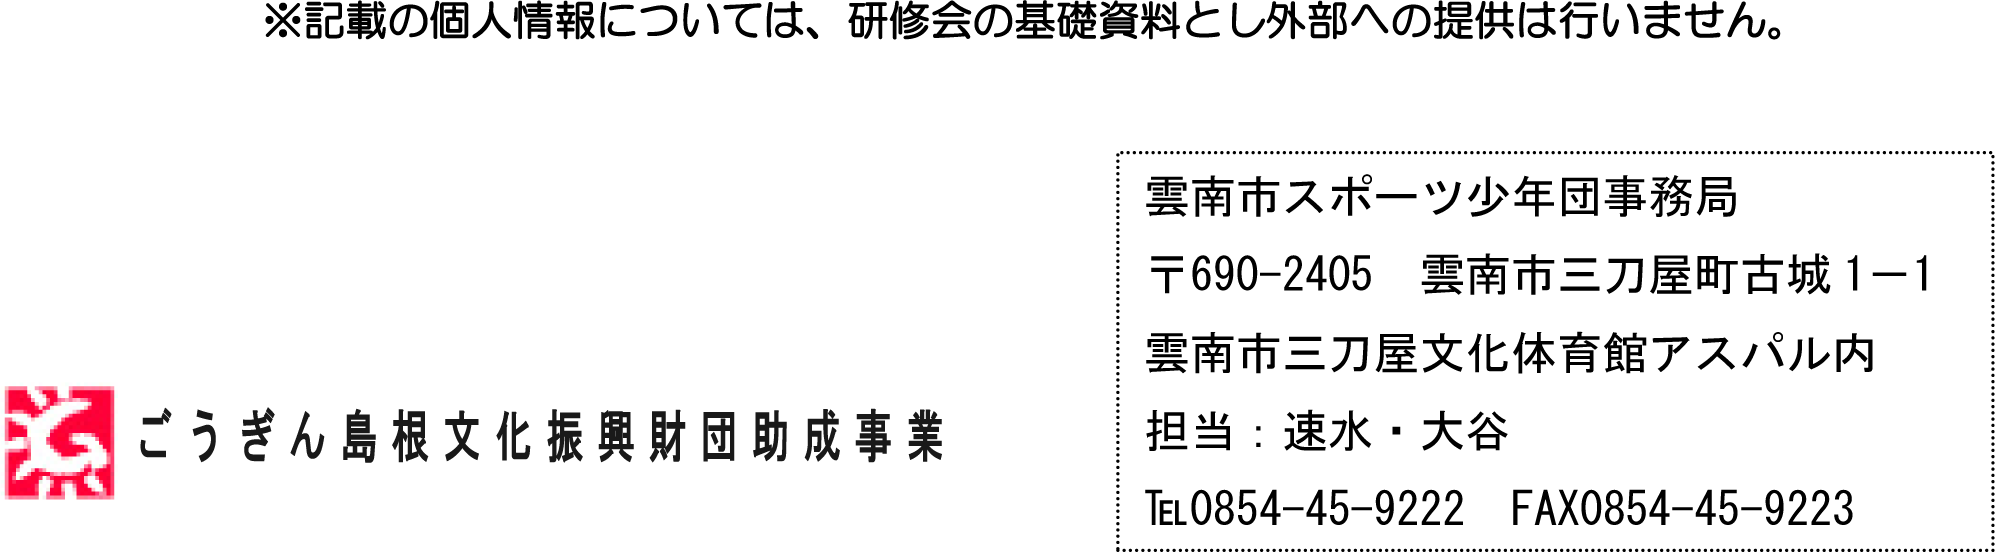 ※記載の個人情報については、研修会の基礎資料とし外部への提供は行いません。
雲南市スポーツ少年団事務局
〒690-2405　雲南市三刀屋町古城1－1
雲南市三刀屋文化体育館アスパル内
担当：速水・大谷
℡0854-45-9222　FAX0854-45-9223
ごうぎん島根文化振興財団助成事業